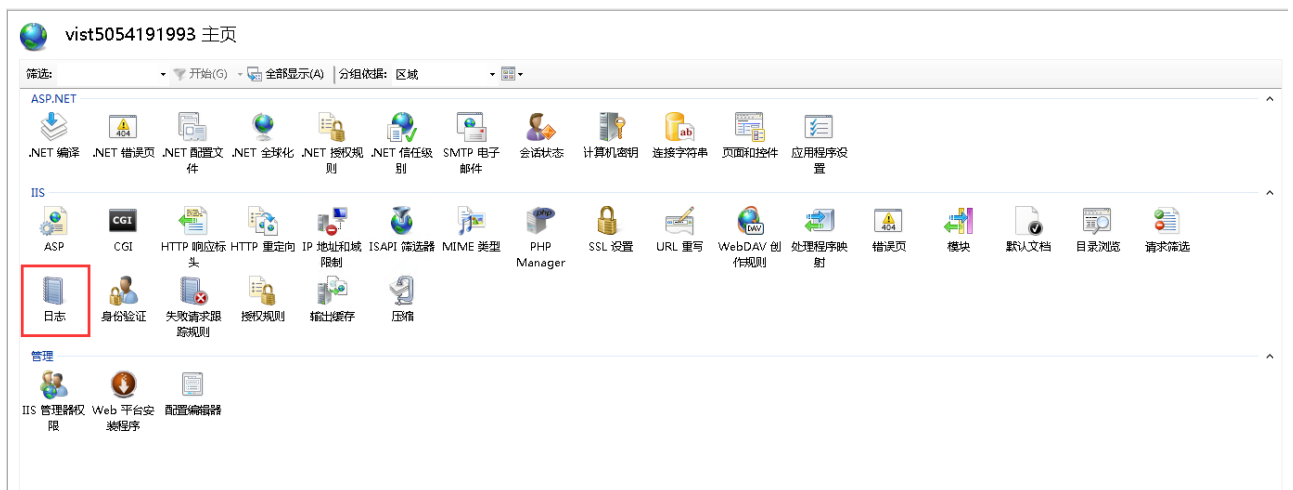 vist5054191993 主页
筛选: 开始(G) 全部显示(A) 分组依据: 区域
ASP.NET
.NET 编译 .NET 错误页 .NET 配置文件 .NET 全球化 .NET 授权规则 .NET 信任级别 SMTP 电子邮件 会话状态 计算机密钥 连接字符串 页面和控件 应用程序设置
IIS
ASP CGI HTTP 响应标头 HTTP 重定向 IP 地址和域限制 ISAPI 筛选器 MIME 类型 PHP Manager SSL 设置 URL 重写 WebDAV 创作规则 处理程序映射 错误页 模块 默认文档 目录浏览 请求筛选
日志 身份验证 失败请求跟踪规则 授权规则 输出缓存 压缩
管理
IIS 管理器权限 Web 平台安装程序 配置编辑器